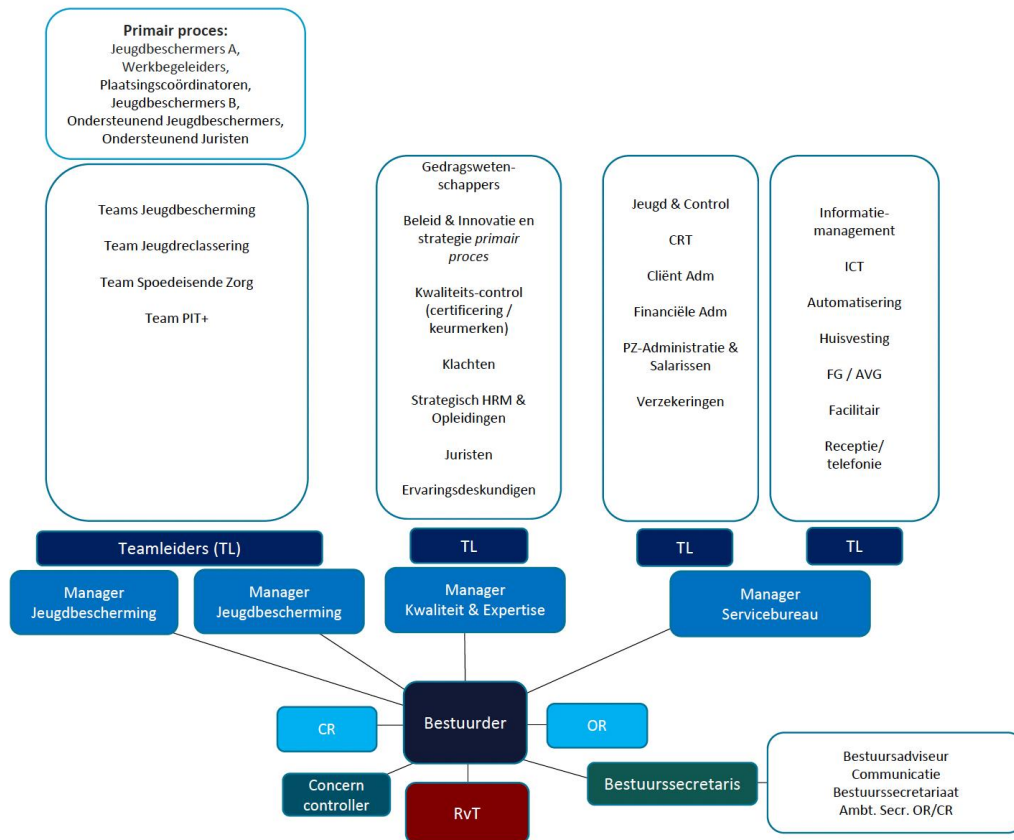 Primair proces:
Jeugdbeschermers A,
Werkbegeleiders,
Plaatsingscoördinatoren,
Jeugdbeschermers B,
Ondersteunend Jeugdbeschermers,
Ondersteunend Juristen
Teams Jeugdbescherming
Team Jeugdreclassering
Team Spoedeisende Zorg
Team PIT+
Gedragsweten-
schappers
Beleid & Innovatie en
strategie primair
proces
Kwaliteits-control
(certificering /
keurmerken)
Klachten
Strategisch HRM &
Opleidingen
Juristen
Ervaringsdeskundigen
Jeugd & Control
CRT
Cliënt Adm
Financiële Adm
PZ-Administratie &
Salarissen
Verzekeringen
Informatie-
management
ICT
Automatisering
Huisvesting
FG / AVG
Facilitair
Receptie/
telefonie
Teamleiders (TL)
TL
TL
TL
Manager
Jeugdbescherming
Manager
Jeugdbescherming
Manager
Kwaliteit & Expertise
Manager
Servicebureau
CR
Bestuurder
OR
Concern
controller
RvT
Bestuurssecretaris
Bestuursadviseur
Communicatie
Bestuurssecretariaat
Ambt. Secr. OR/CR